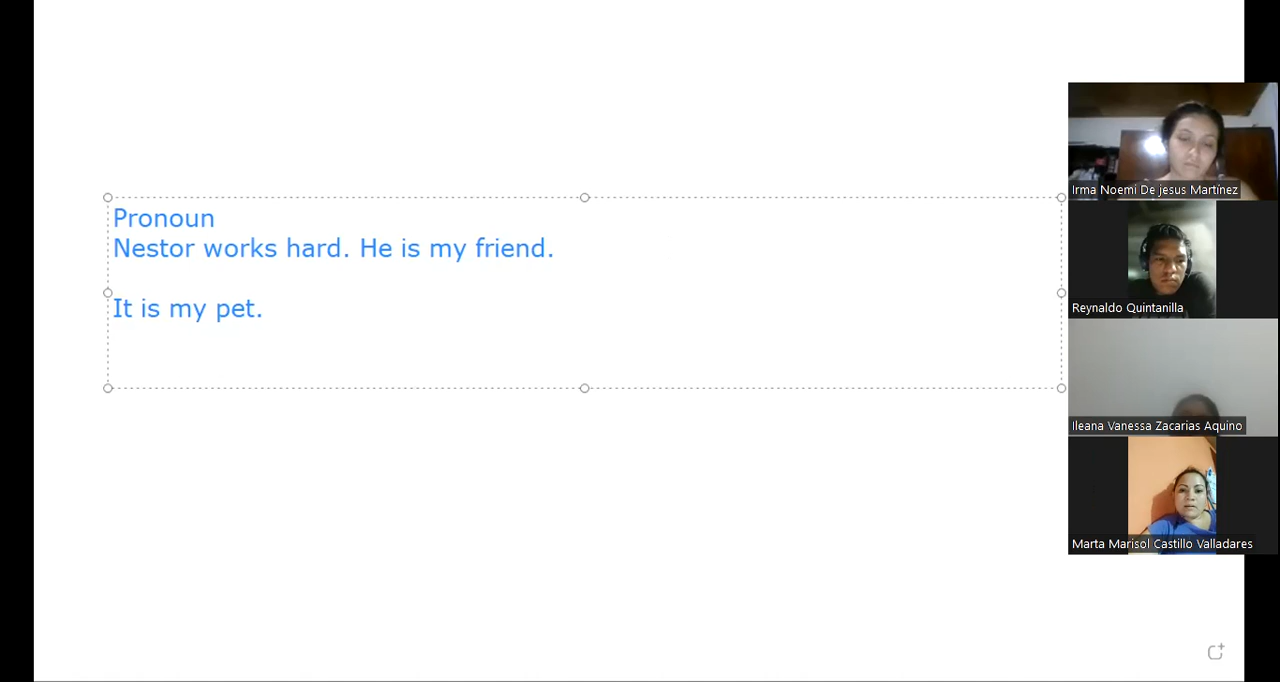 Pronoun
Nestor works hard. He is my friend.
It is my pet.
Irma Noemi De jesus Martínez
Reynaldo Quintanilla
Ileana Vanessa Zacarias Aquino
Marta Marisol Castillo Valladares